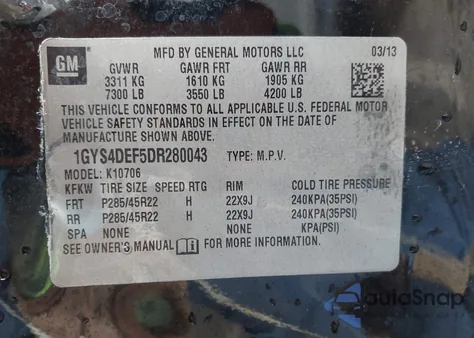 GM
MFD BY GENERAL MOTORS LLC 03/13
GVWR GAWR FRT GAWR RR
3311 KG 1610 KG 1905 KG
7300 LB 3550 LB 4200 LB
THIS VEHICLE CONFORMS TO ALL APPLICABLE U.S. FEDERAL MOTOR
VEHICLE SAFETY STANDARDS IN EFFECT ON THE DATE OF
MANUFACTURE SHOWN ABOVE.
1GYS4DEF5DR280043 TYPE: M.P.V.
MODEL: K10706
KFKW TIRE SIZE SPEED RTG RIM COLD TIRE PRESSURE
FRT P285/45R22 H 22X9J 240KPA(35PSI)
RR P285/45R22 H 22X9J 240KPA(35PSI)
SPA NONE NONE KPA(PSI)
SEE OWNER'S MANUAL FOR MORE INFORMATION.
autoSnap